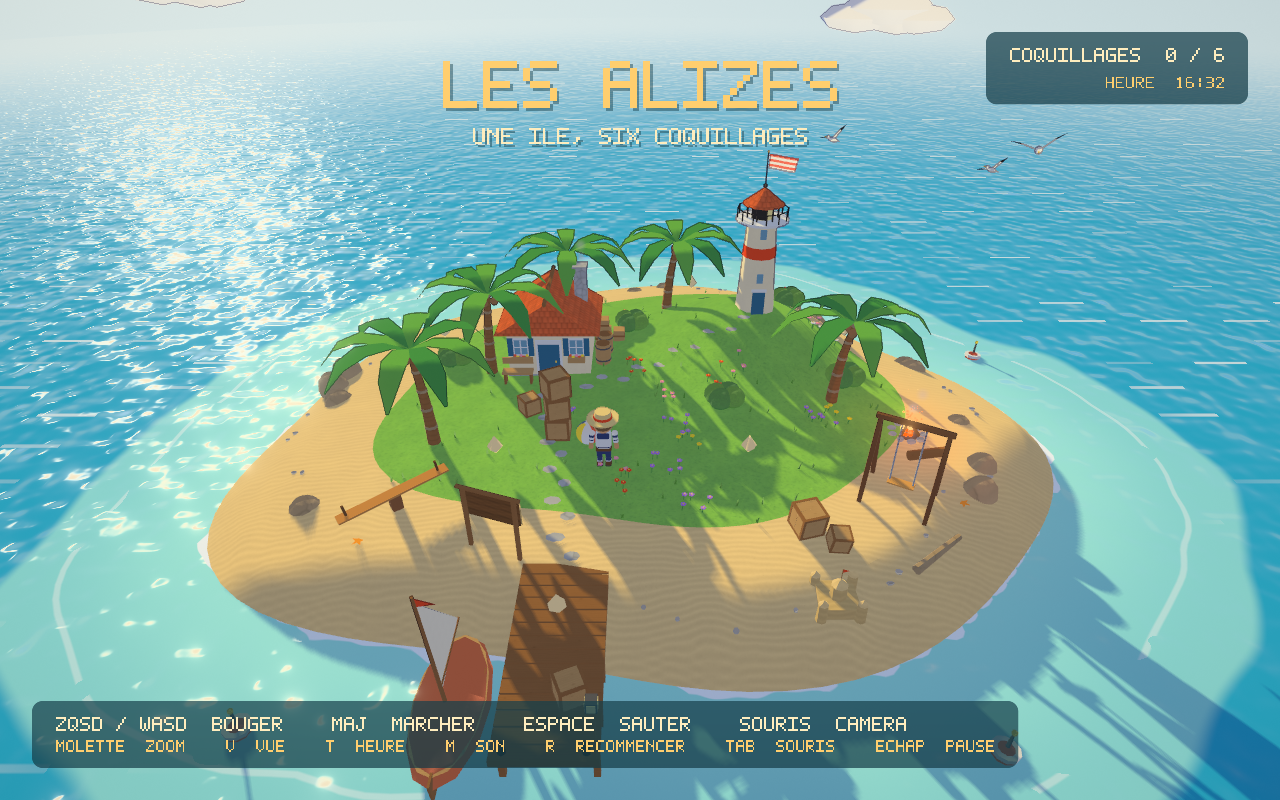 LES ALIZES
UNE ILE, SIX COQUILLAGES
COQUILLAGES 0 / 6
HEURE 16:32
ZQSD / WASD BOUGER MAJ MARCHER ESPACE SAUTER SOURIS CAMERA
MOLETTE ZOOM V VUE T HEURE M SON R RECOMMENCER TAB SOURIS ECHAP PAUSE